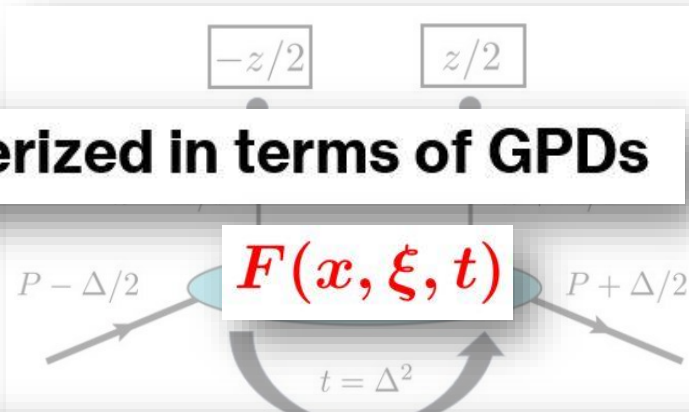 −z/2 z/2
erized in terms of GPDs
F(x, ξ, t)
P − Δ/2 P + Δ/2
t = Δ²